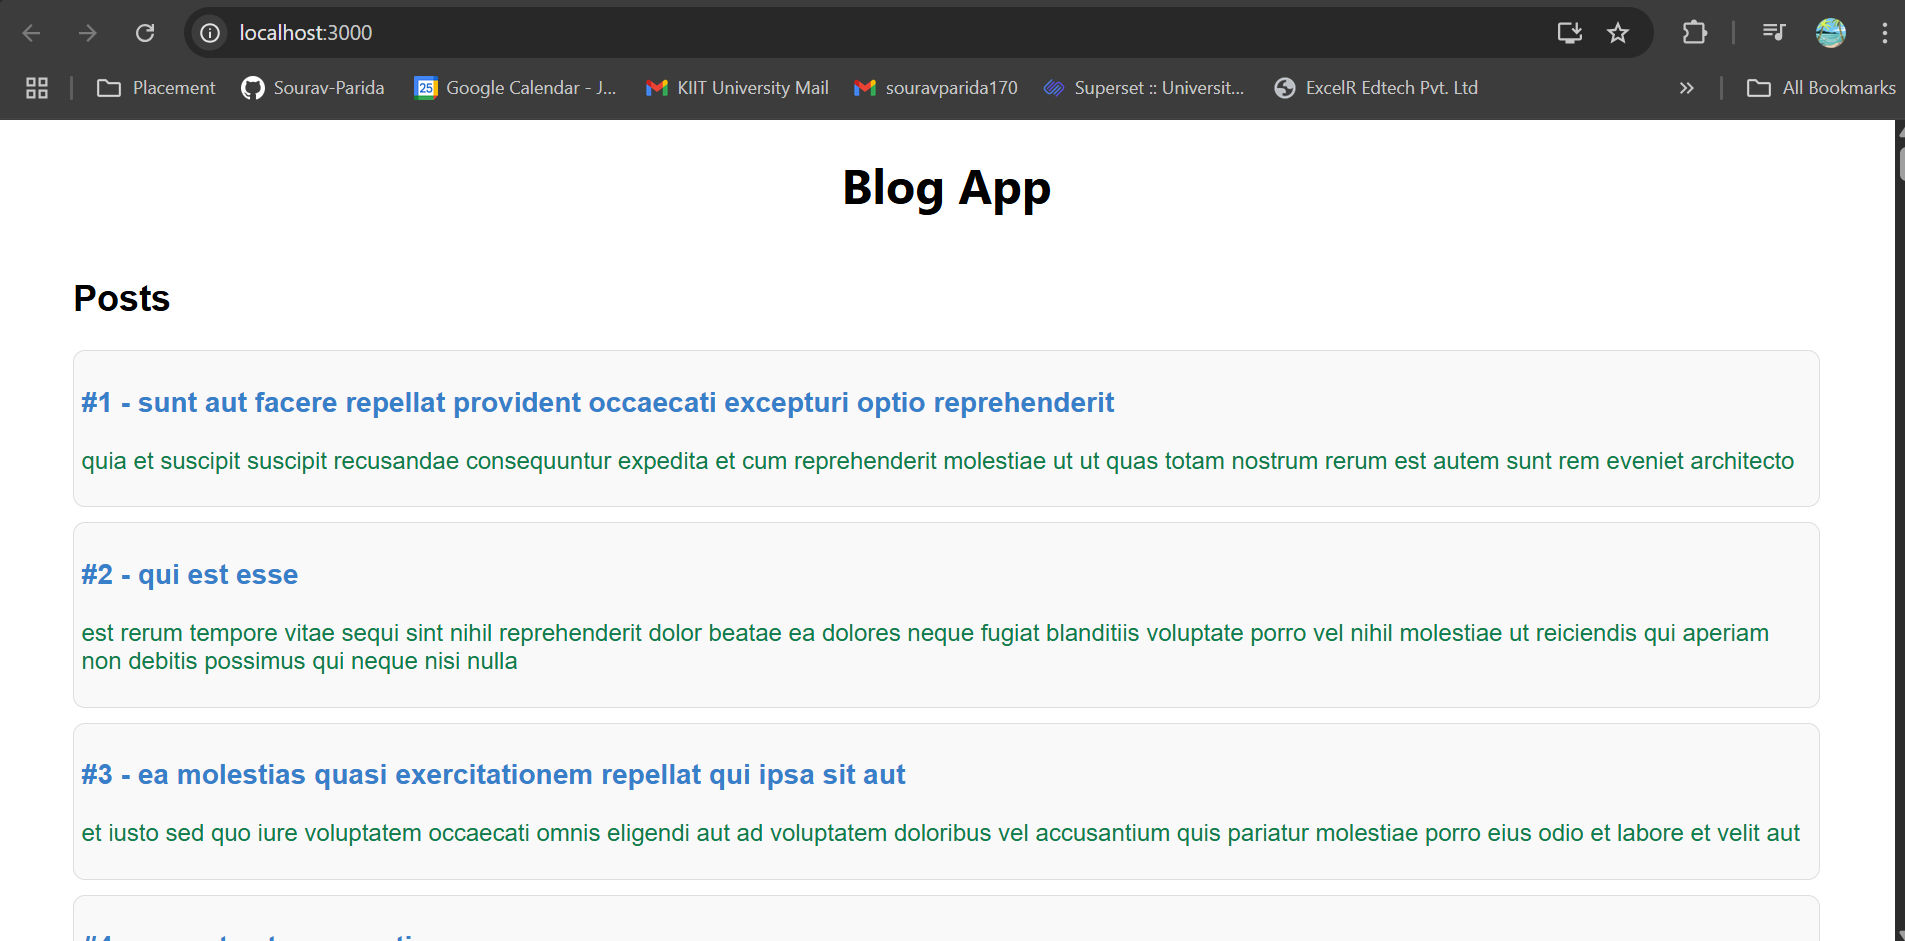 localhost:3000
Placement
Sourav-Parida
25
Google Calendar - J...
KIIT University Mail
souravparida170
Superset :: Universit...
ExcelR Edtech Pvt. Ltd
All Bookmarks
Blog App
Posts
#1 - sunt aut facere repellat provident occaecati excepturi optio reprehenderit
quia et suscipit suscipit recusandae consequuntur expedita et cum reprehenderit molestiae ut ut quas totam nostrum rerum est autem sunt rem eveniet architecto
#2 - qui est esse
est rerum tempore vitae sequi sint nihil reprehenderit dolor beatae ea dolores neque fugiat blanditiis voluptate porro vel nihil molestiae ut reiciendis qui aperiam
non debitis possimus qui neque nisi nulla
#3 - ea molestias quasi exercitationem repellat qui ipsa sit aut
et iusto sed quo iure voluptatem occaecati omnis eligendi aut ad voluptatem doloribus vel accusantium quis pariatur molestiae porro eius odio et labore et velit aut